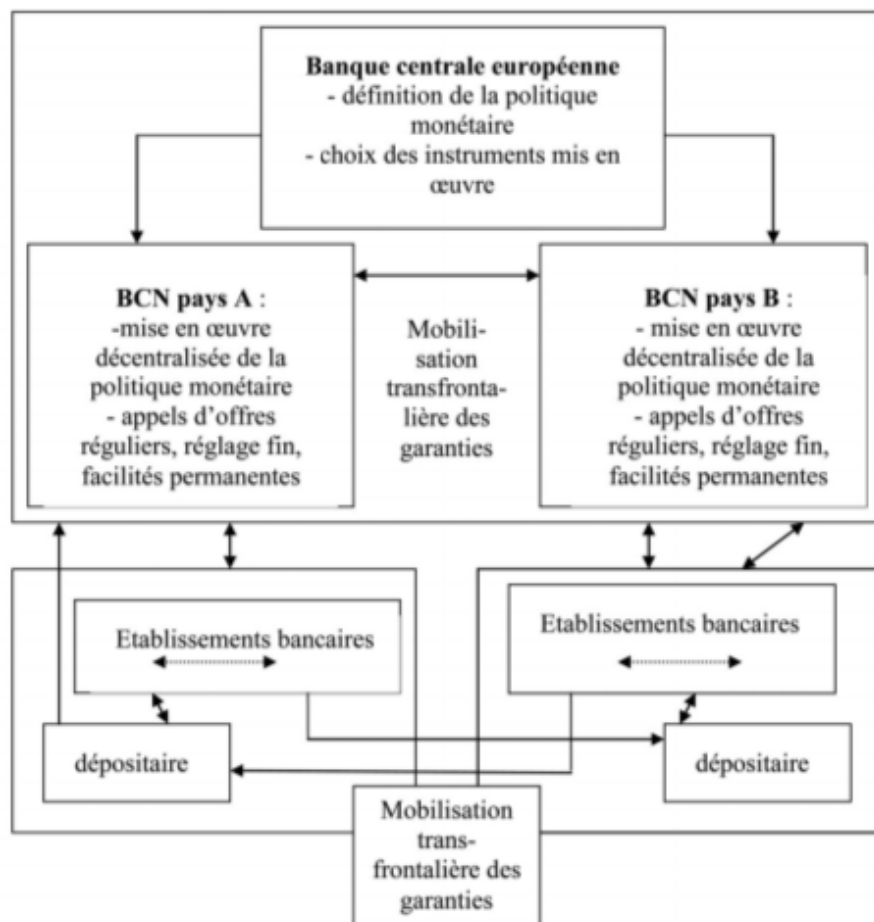 Banque centrale européenne
- définition de la politique
monétaire
- choix des instruments mis en
œuvre
BCN pays A :
-mise en œuvre
décentralisée de la
politique monétaire
- appels d’offres
réguliers, réglage fin,
facilités permanentes
Mobili-
sation
transfronta-
lière des
garanties
BCN pays B :
- mise en œuvre
décentralisée de la
politique monétaire
- appels d’offres
réguliers, réglage fin,
facilités permanentes
Etablissements bancaires
dépositaire
Etablissements bancaires
dépositaire
Mobilisation
trans-
frontalière des
garanties